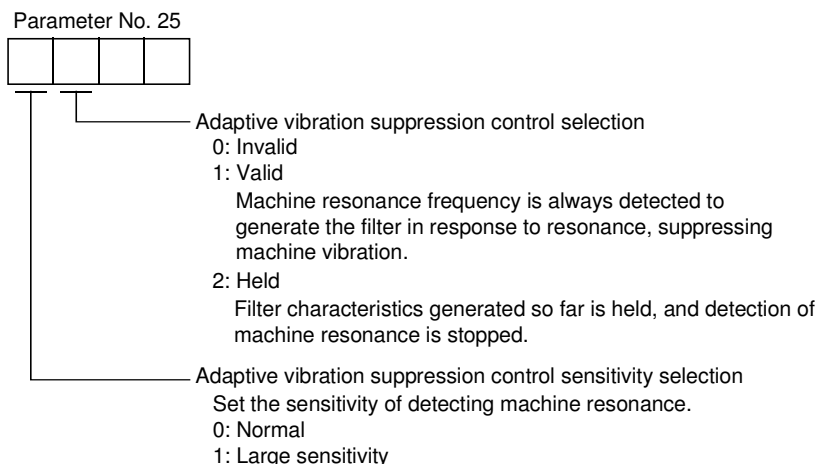 Parameter No. 25
Adaptive vibration suppression control selection
0: Invalid
1: Valid
Machine resonance frequency is always detected to
generate the filter in response to resonance, suppressing
machine vibration.
2: Held
Filter characteristics generated so far is held, and detection of
machine resonance is stopped.
Adaptive vibration suppression control sensitivity selection
Set the sensitivity of detecting machine resonance.
0: Normal
1: Large sensitivity